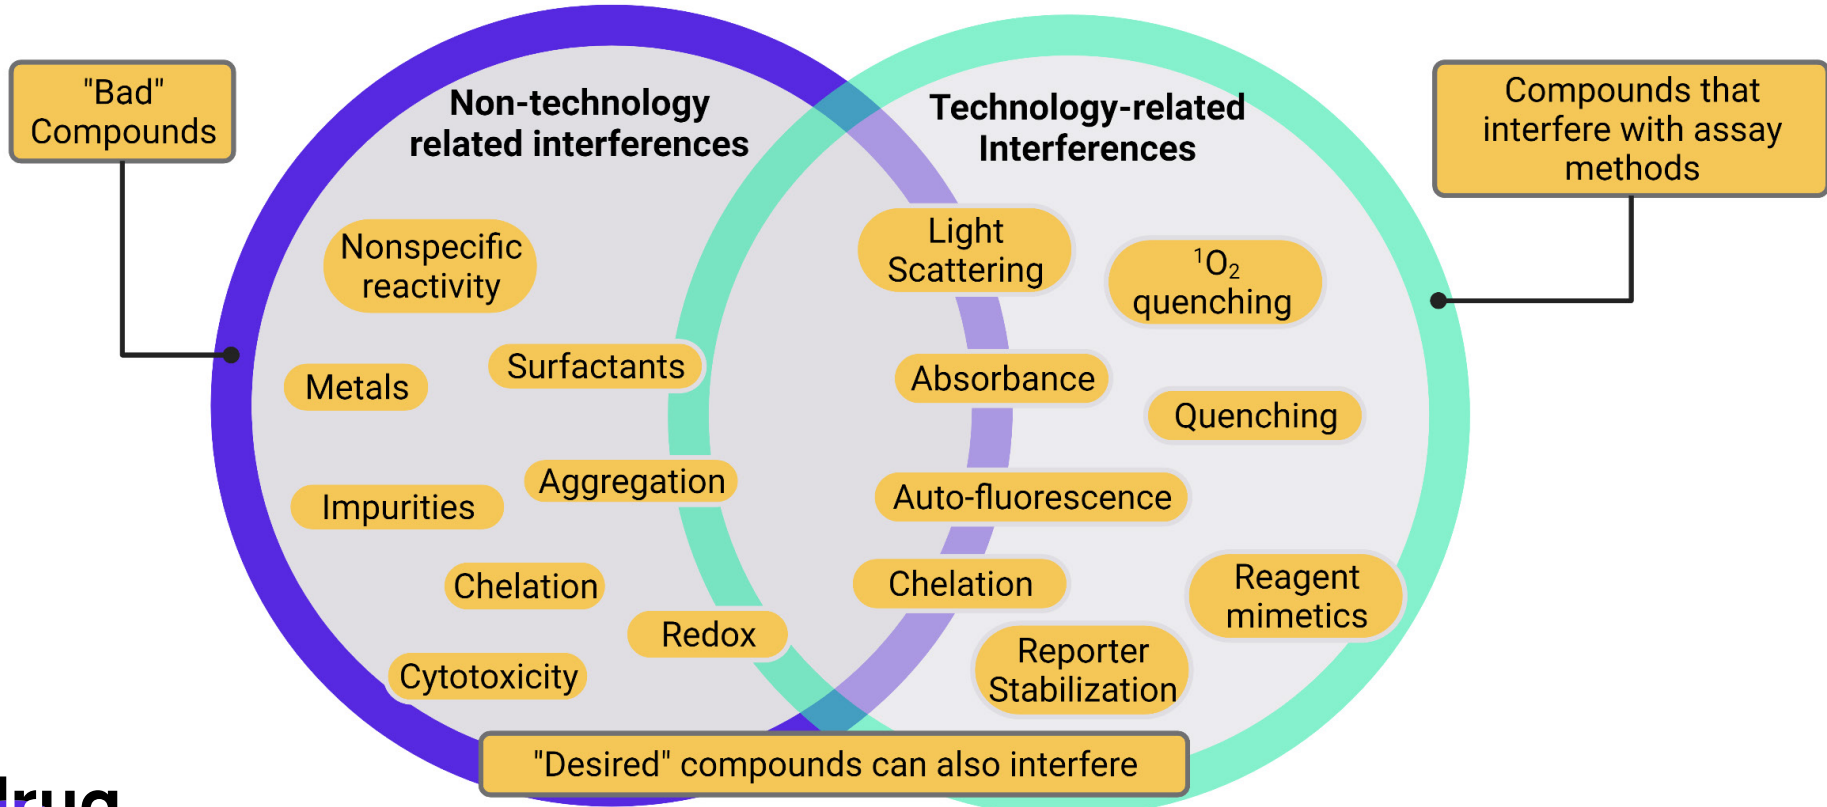 "Bad"
Compounds
Non-technology
related interferences
Technology-related
Interferences
Compounds that
interfere with assay
methods
Nonspecific
reactivity
Light
Scattering
¹O₂
quenching
Metals
Surfactants
Absorbance
Quenching
Impurities
Aggregation
Auto-fluorescence
Chelation
Chelation
Reagent
mimetics
Redox
Cytotoxicity
Reporter
Stabilization
"Desired" compounds can also interfere